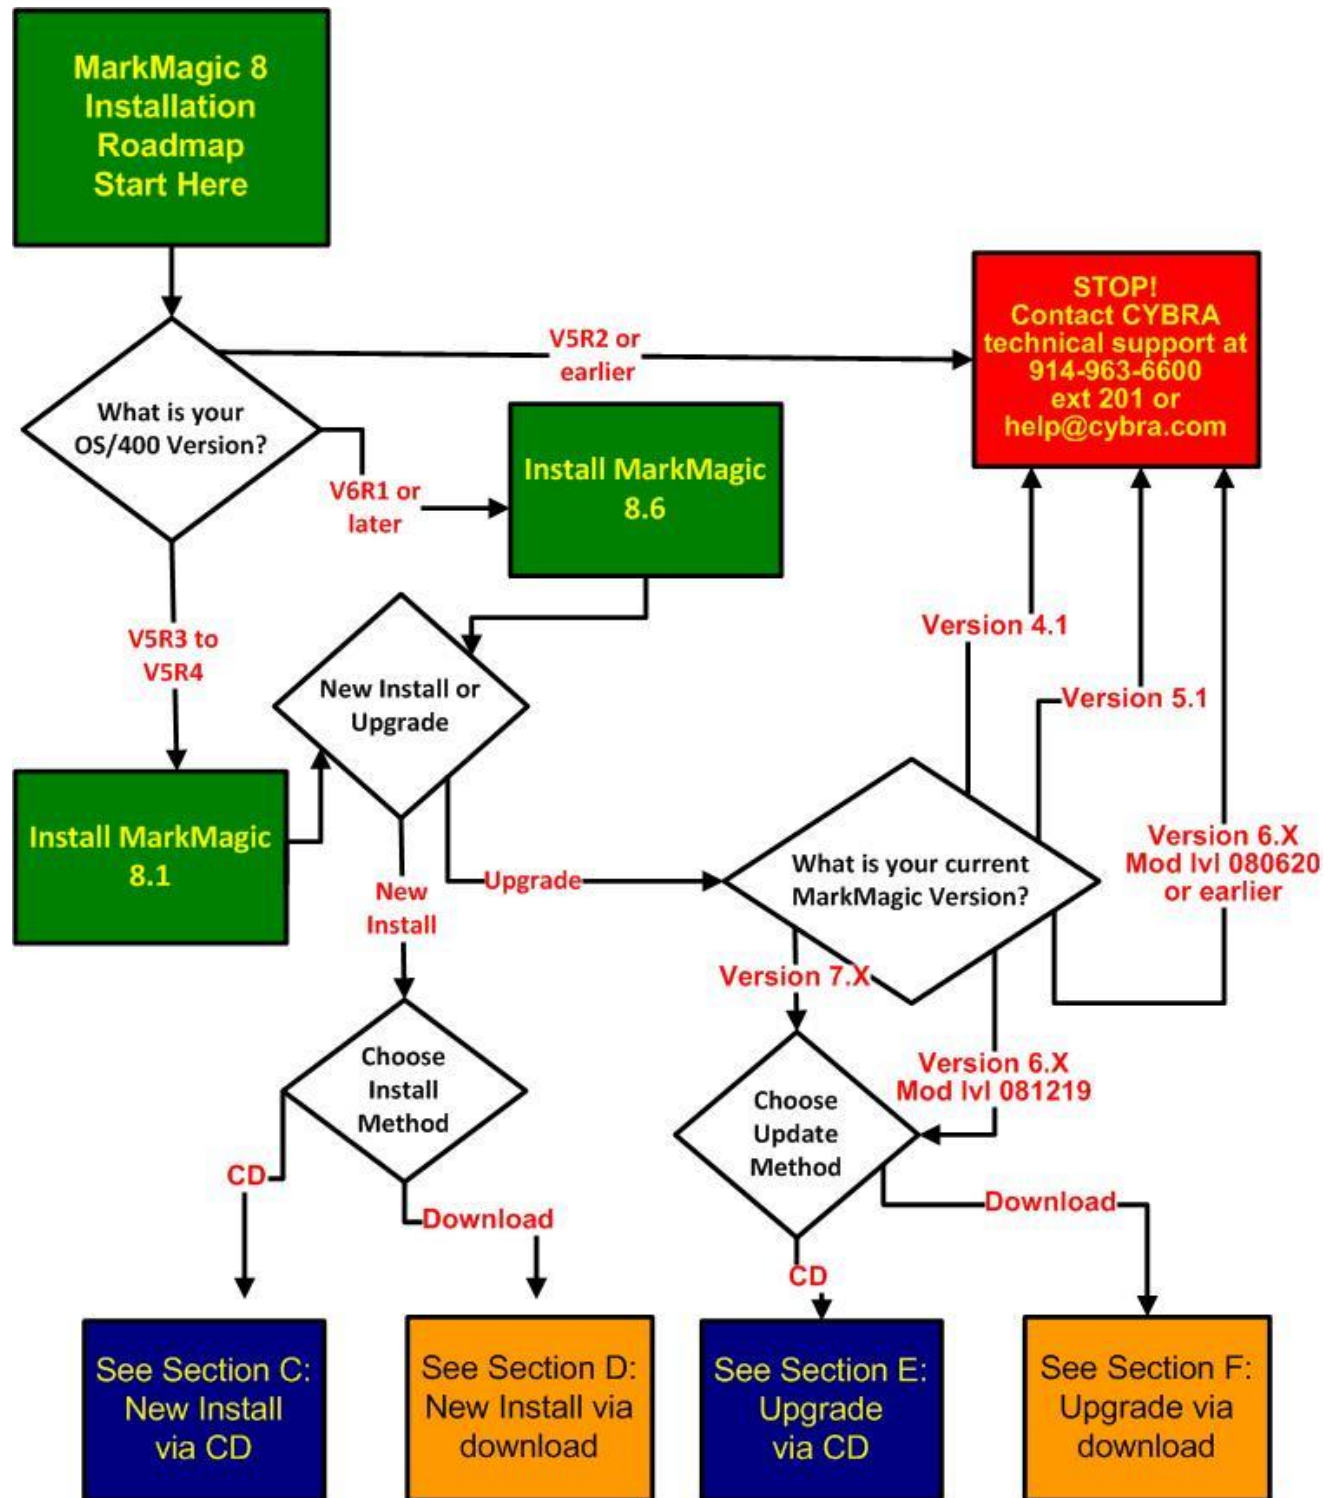 MarkMagic 8
Installation
Roadmap
Start Here
STOP!
Contact CYBRA
technical support at
914-963-6600
ext 201 or
help@cybra.com
V5R2 or
earlier
What is your
OS/400 Version?
V6R1 or
later
Install MarkMagic
8.6
V5R3 to
V5R4
New Install or
Upgrade
Version 4.1
Version 5.1
Install MarkMagic
8.1
New
Install
Upgrade
What is your current
MarkMagic Version?
Version 6.X
Mod lvl 080620
or earlier
Version 7.X
Version 6.X
Mod lvl 081219
Choose
Install
Method
Choose
Update
Method
CD
Download
CD
Download
See Section C:
New Install
via CD
See Section D:
New Install via
download
See Section E:
Upgrade
via CD
See Section F:
Upgrade via
download